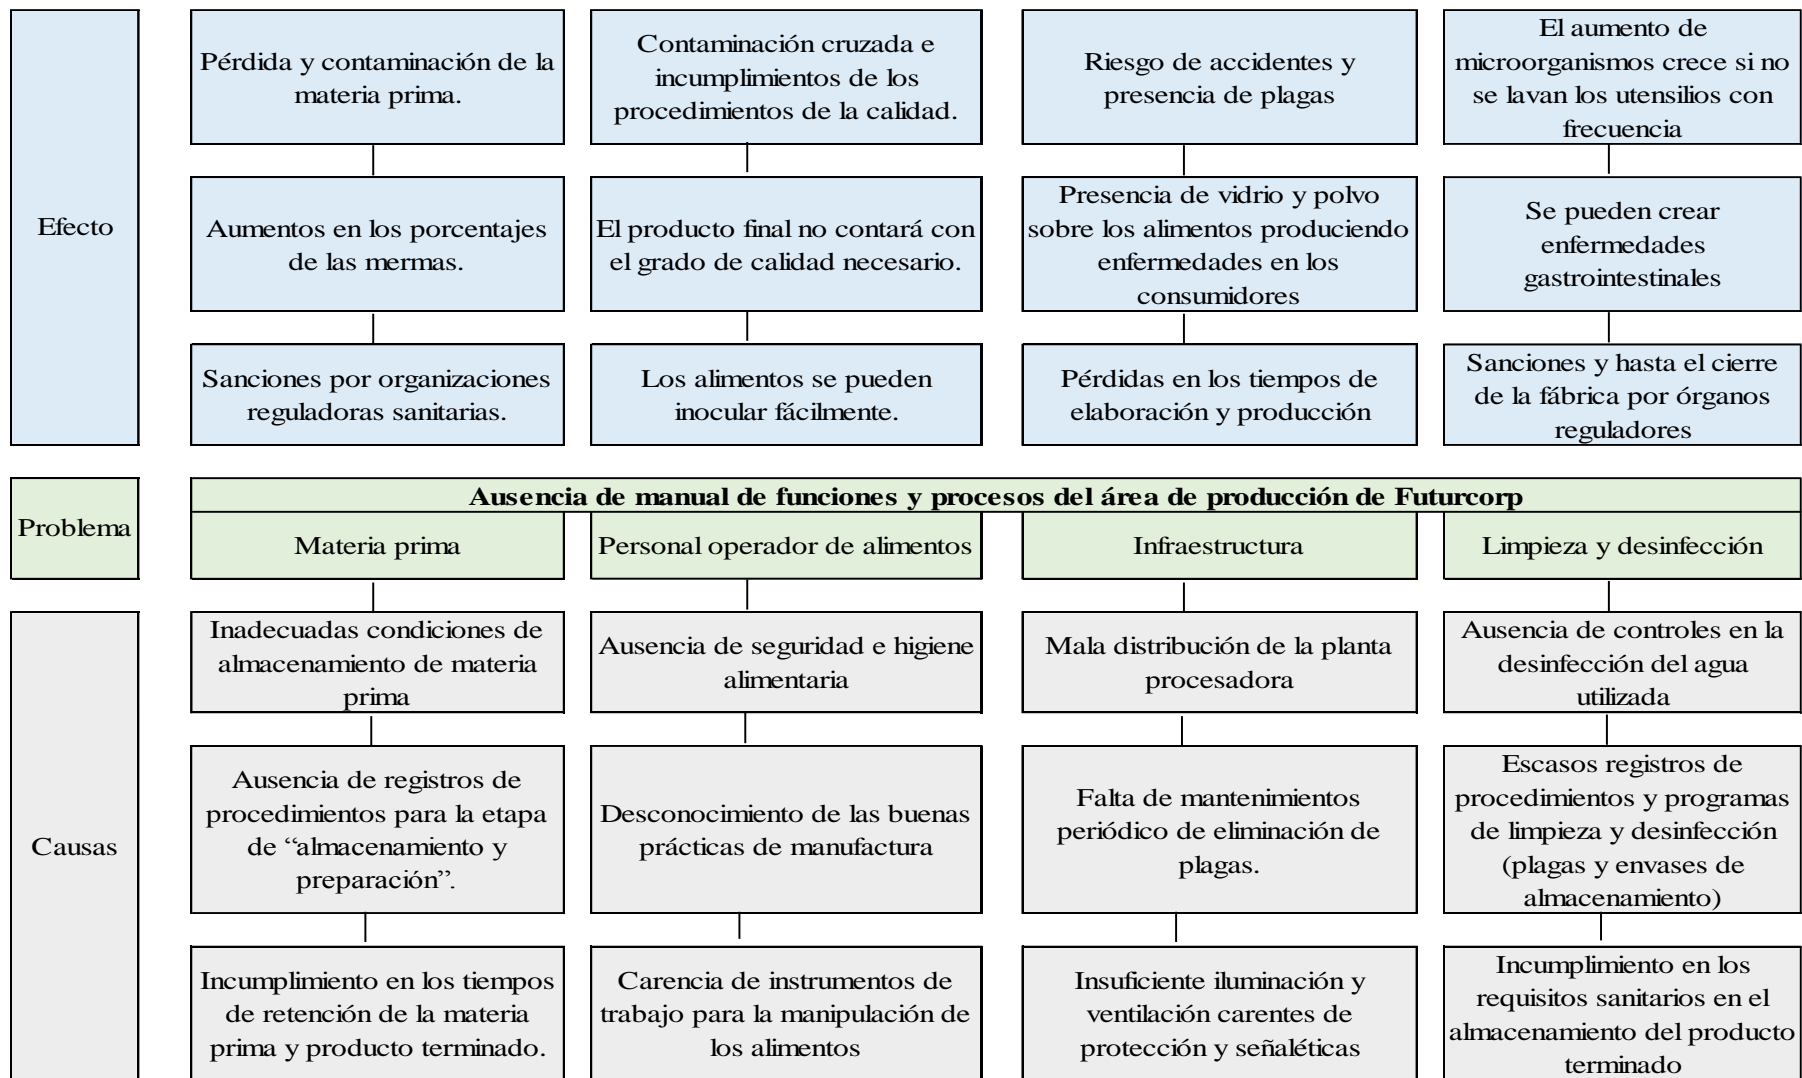 Efecto
Pérdida y contaminación de la
materia prima.
Contaminación cruzada e
incumplimientos de los
procedimientos de la calidad.
Riesgo de accidentes y
presencia de plagas
El aumento de
microorganismos crece si no
se lavan los utensilios con
frecuencia
Aumentos en los porcentajes
de las mermas.
El producto final no contará con
el grado de calidad necesario.
Presencia de vidrio y polvo
sobre los alimentos produciendo
enfermedades en los
consumidores
Se pueden crear
enfermedades
gastrointestinales
Sanciones por organizaciones
reguladoras sanitarias.
Los alimentos se pueden
inocular fácilmente.
Pérdidas en los tiempos de
elaboración y producción
Sanciones y hasta el cierre
de la fábrica por órganos
reguladores
Problema
Ausencia de manual de funciones y procesos del área de producción de Futurcorp
Materia prima
Personal operador de alimentos
Infraestructura
Limpieza y desinfección
Causas
Inadecuadas condiciones de
almacenamiento de materia
prima
Ausencia de seguridad e higiene
alimentaria
Mala distribución de la planta
procesadora
Ausencia de controles en la
desinfección del agua
utilizada
Ausencia de registros de
procedimientos para la etapa
de “almacenamiento y
preparación”.
Desconocimiento de las buenas
prácticas de manufactura
Falta de mantenimientos
periódico de eliminación de
plagas.
Escasos registros de
procedimientos y programas
de limpieza y desinfección
(plagas y envases de
almacenamiento)
Incumplimiento en los tiempos
de retención de la materia
prima y producto terminado.
Carencia de instrumentos de
trabajo para la manipulación de
los alimentos
Insuficiente iluminación y
ventilación carentes de
protección y señaléticas
Incumplimiento en los
requisitos sanitarios en el
almacenamiento del producto
terminado